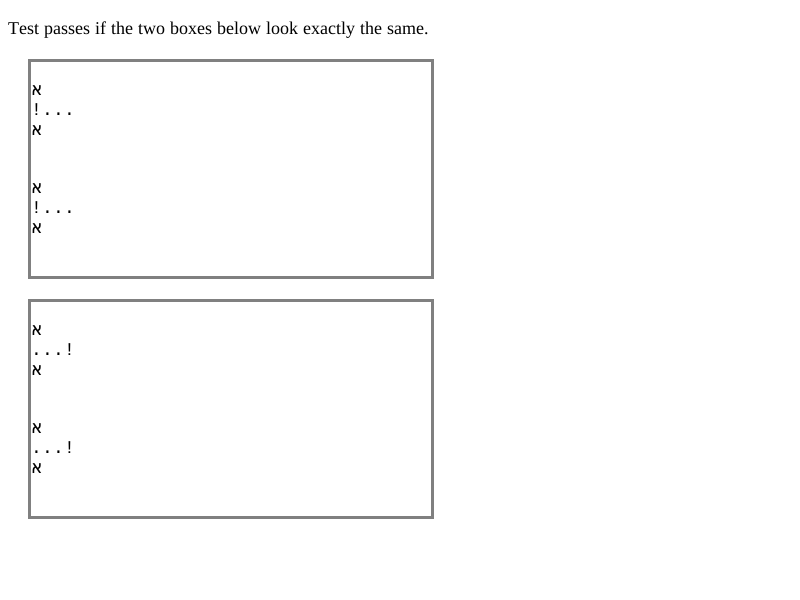 Test passes if the two boxes below look exactly the same.
א
!...
א
א
!...
א
א
...!
א
א
...!
א